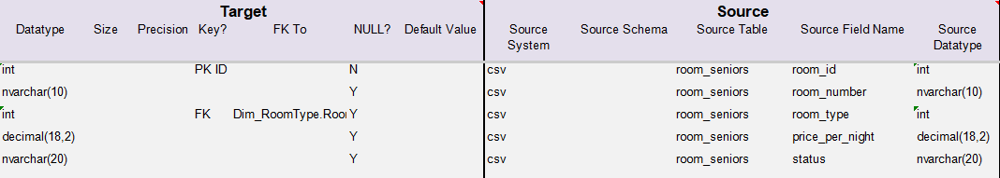 Target Source
Datatype Size Precision Key? FK To NULL? Default Value Source System Source Schema Source Table Source Field Name Source Datatype
int PK ID N csv room_seniors room_id int
nvarchar(10) Y csv room_seniors room_number nvarchar(10)
int FK Dim_RoomType.Roo Y csv room_seniors room_type int
decimal(18,2) Y csv room_seniors price_per_night decimal(18,2)
nvarchar(20) Y csv room_seniors status nvarchar(20)